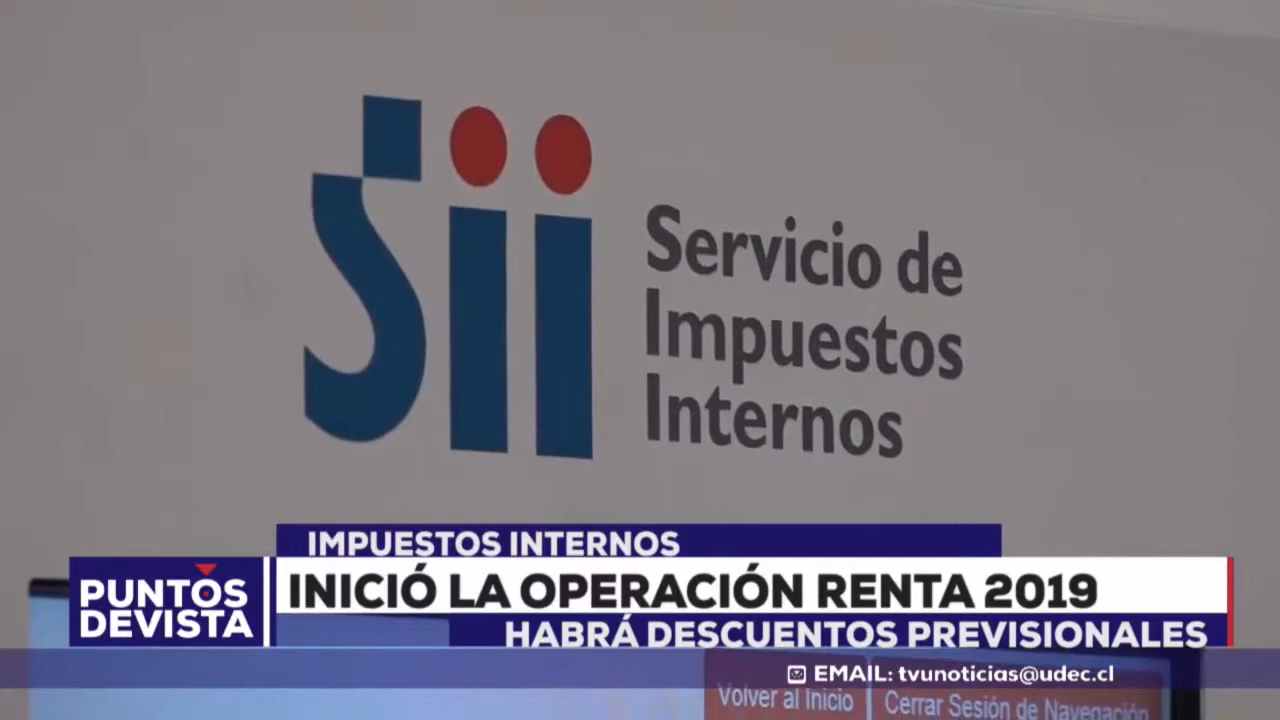 Sii
Servicio de
Impuestos
Internos
IMPUESTOS INTERNOS
INICIÓ LA OPERACIÓN RENTA 2019
PUNTOS
DEVISTA
HABRÁ DESCUENTOS PREVISIONALES
EMAIL: tvunoticias@udec.cl
Volver al Inicio
Cerrar Sesión de Navegación